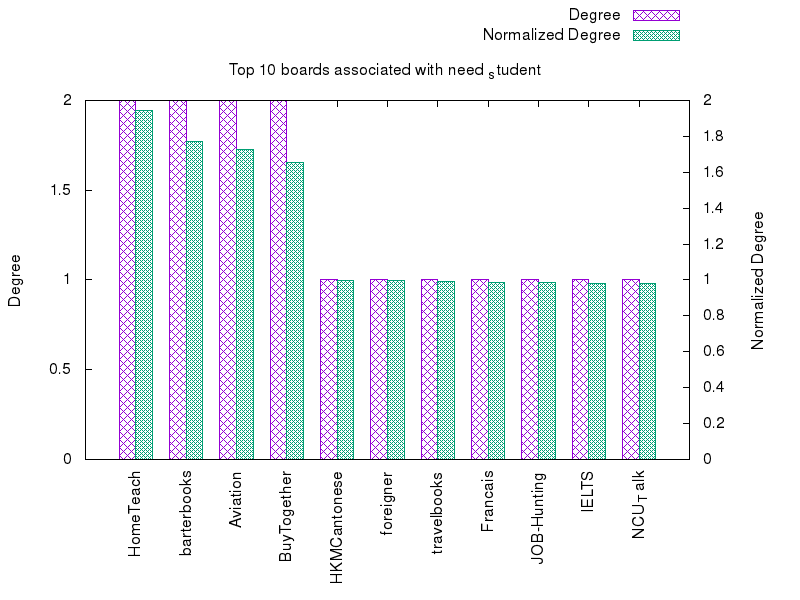 Degree
Normalized Degree
Top 10 boards associated with need student
2
1.5
1
0.5
0
2
1.8
1.6
1.4
1.2
1
0.8
0.6
0.4
0.2
0
Degree
Normalized Degree
HomeTeach
barterbooks
Aviation
BuyTogether
HKMCantonese
foreigner
travelbooks
Francais
JOB-Hunting
IELTS
NCUTalk